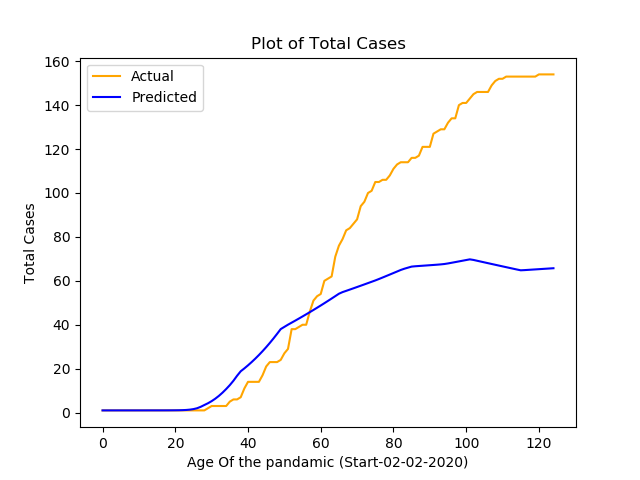 Plot of Total Cases
Actual
Predicted
160
140
120
100
80
60
40
20
0
Total Cases
0 20 40 60 80 100 120
Age Of the pandamic (Start-02-02-2020)